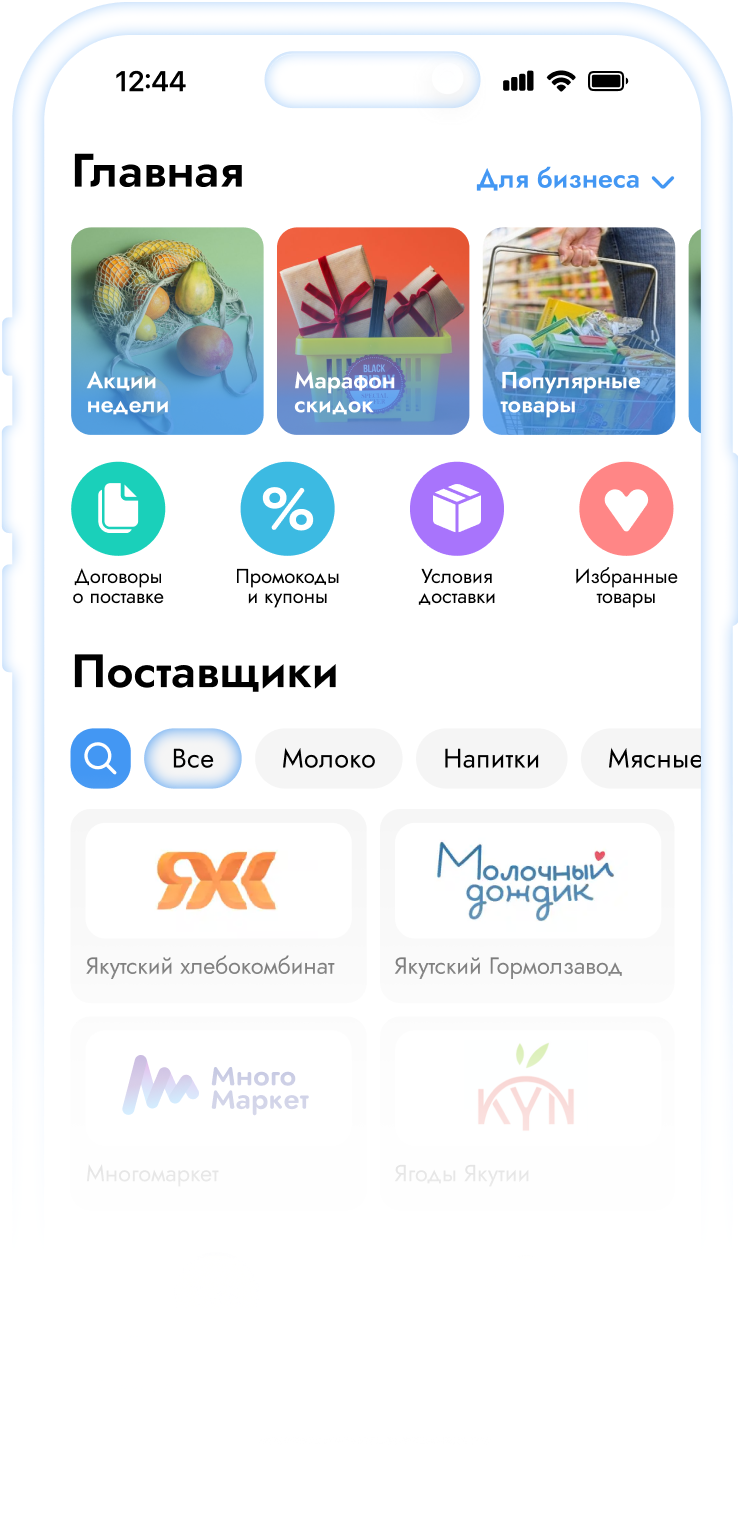 12:44
Главная
Для бизнеса
Акции
недели
BLACK
Марафон
скидок
Популярные
товары
Договоры
о поставке
Промокоды
и купоны
Условия
доставки
Избранные
товары
Поставщики
Все
Молоко
Напитки
Мясные
ЯХК
Молочный
дождик
Якутский хлебокомбинат
Якутский Гормолзавод
Много
Маркет
KYN
Многомаркет
Ягоды Якутии